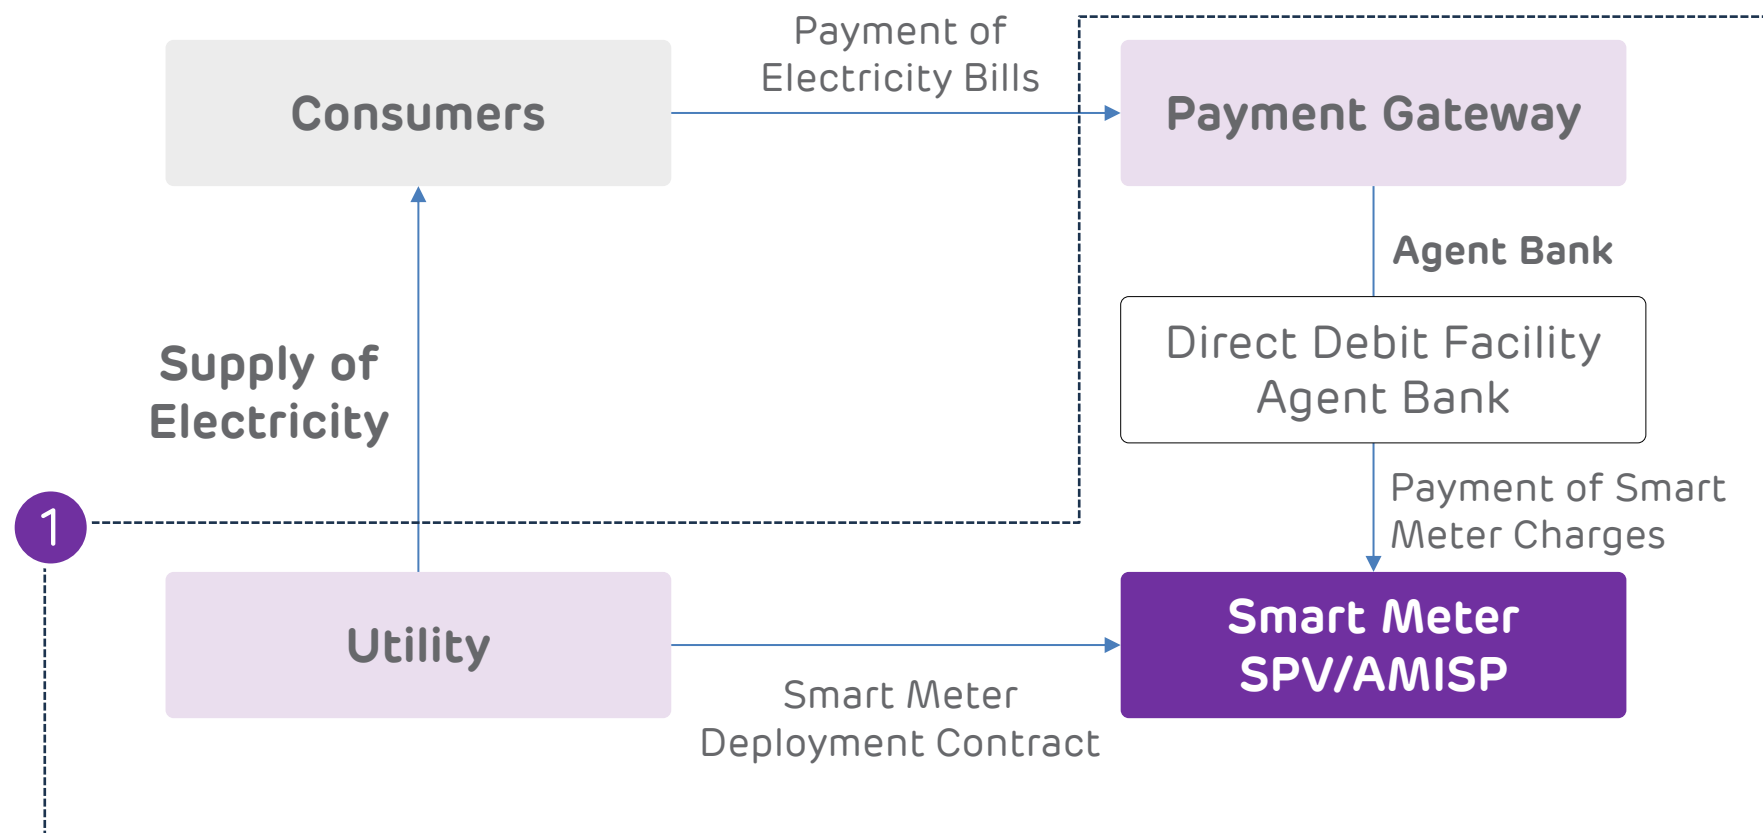 Payment of
Electricity Bills
Consumers
Payment Gateway
Agent Bank
Direct Debit Facility
Agent Bank
Supply of
Electricity
Payment of Smart
Meter Charges
1
Utility
Smart Meter
SPV/AMISP
Smart Meter
Deployment Contract